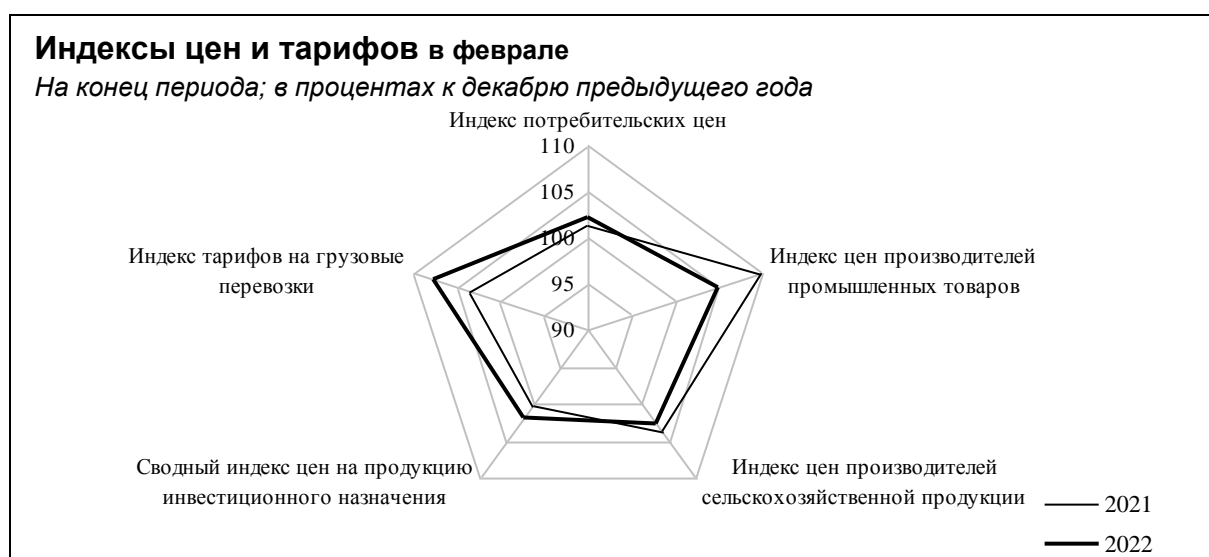 Индексы цен и тарифов в феврале
На конец периода; в процентах к декабрю предыдущего года
Индекс потребительских цен
110
105
100
95
90
Индекс тарифов на грузовые
перевозки
Индекс цен производителей
промышленных товаров
Сводный индекс цен на продукцию
инвестиционного назначения
Индекс цен производителей
сельскохозяйственной продукции
2021
2022